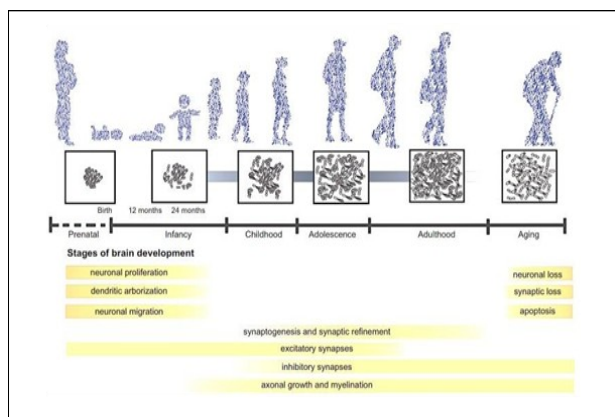 Birth 12 months 24 months
Prenatal Infancy Childhood Adolescence Adulthood Aging
Stages of brain development
neuronal proliferation neuronal loss
dendritic arborization synaptic loss
neuronal migration apoptosis
synaptogenesis and synaptic refinement
excitatory synapses
inhibitory synapses
axonal growth and myelination